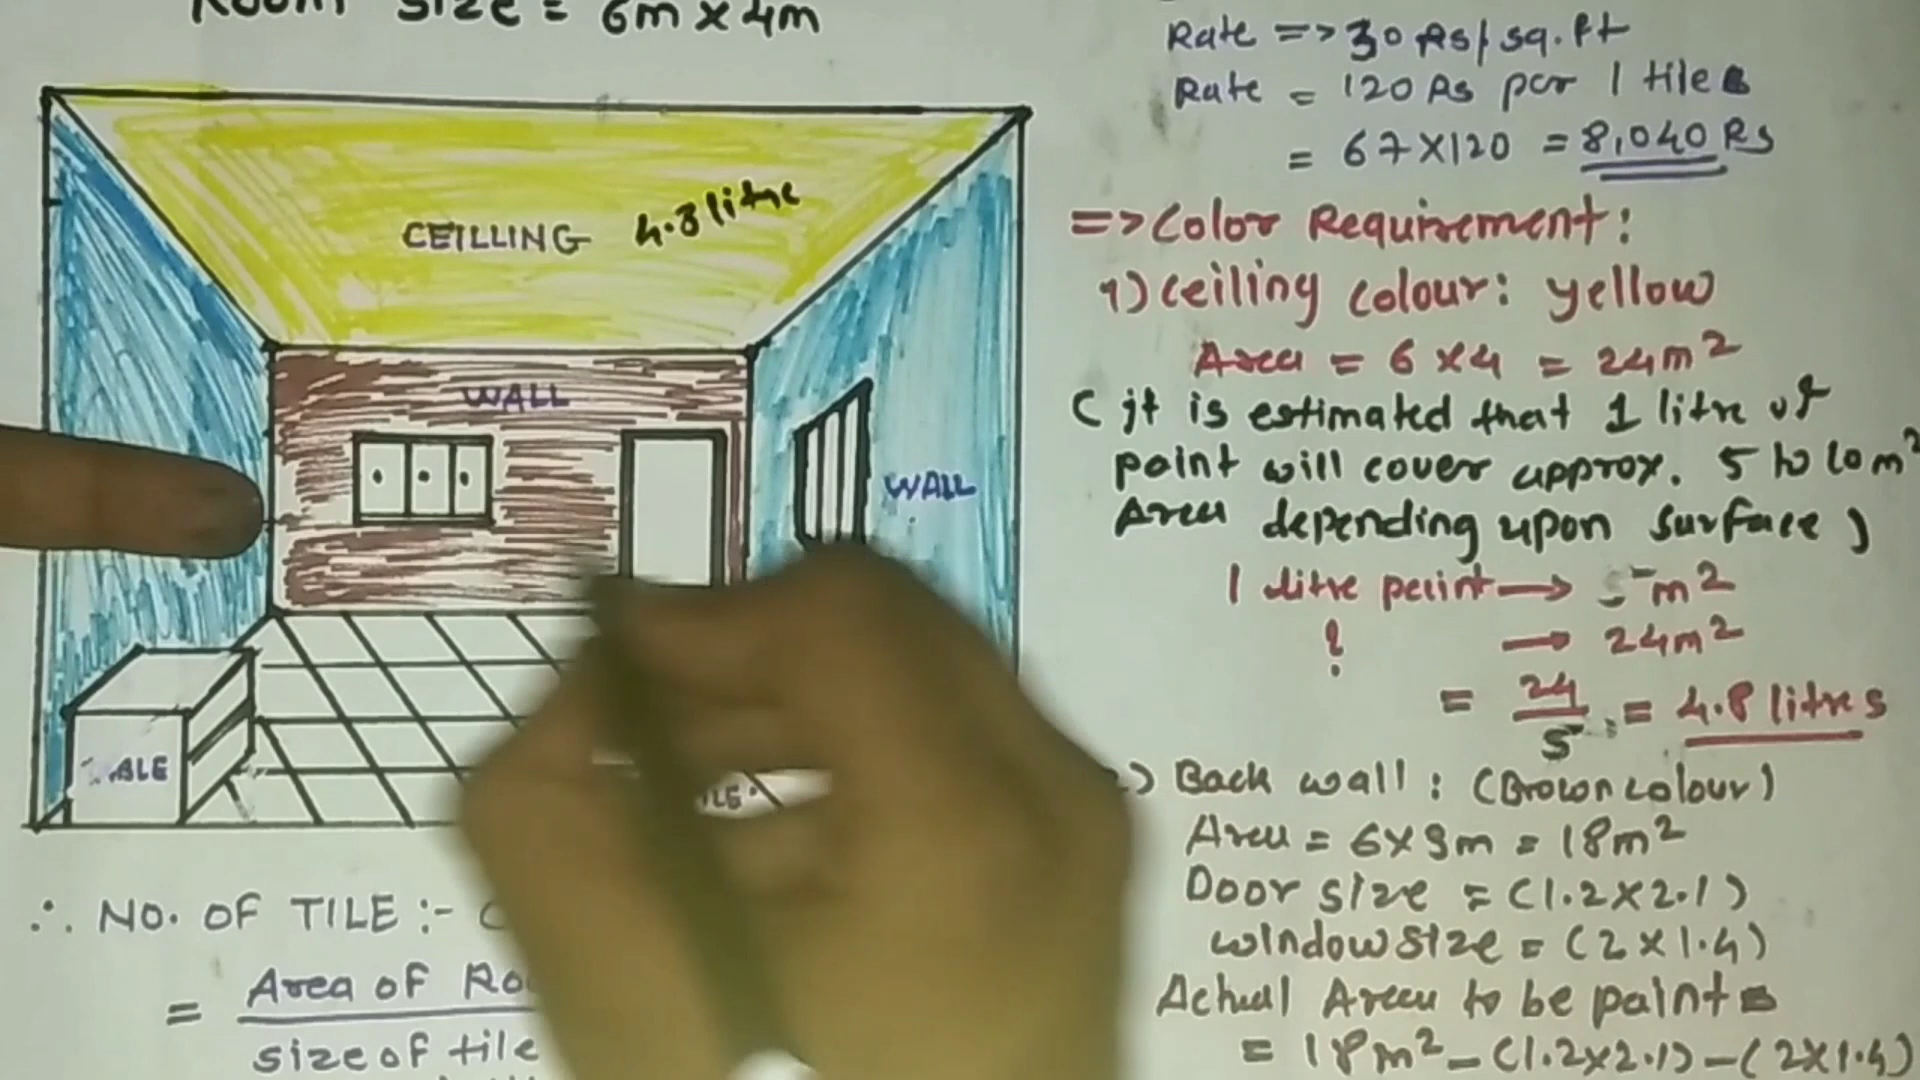 Room size = 6m x 4m
CEILLING 4.8 litre
WALL
WALL
∴ NO. OF TILE :-
= Area of
size of tile
Rate => 30 Rs/sq.ft
Rate = 120 Rs per 1 tile
= 67X120 = 8,040 Rs
=> Color Requirement:
1) Ceiling colour: yellow
Area = 6 x 4 = 24m²
( it is estimated that 1 litre of
paint will cover approx. 5 to 10m²
Area depending upon surface )
1 litre paint → 5m²
? → 24m²
= 24/5 = 4.8 litres
) Back wall : (Brown colour)
Area = 6x3m = 18m²
Door size = (1.2x2.1)
window size = (2x1.4)
Actual Area to be paint
= 18m² - (1.2x2.1) - (2x1.4)